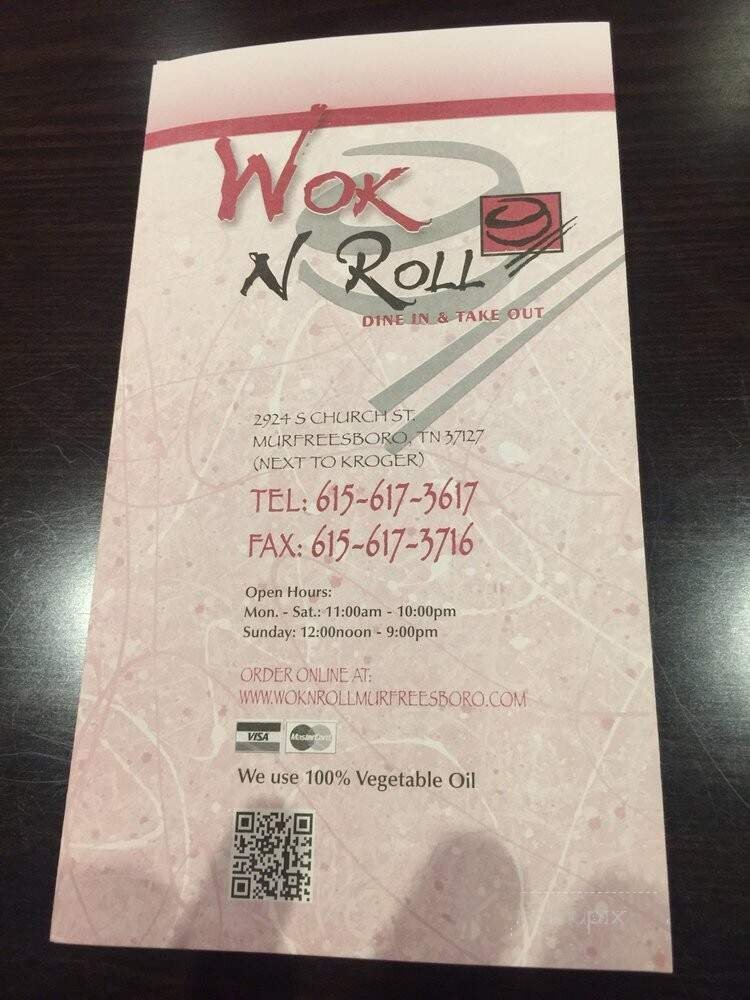 WOK
N ROLL
DINE IN & TAKE OUT
2924 S CHURCH ST.
MURFREESBORO, TN 37127
(NEXT TO KROGER)
TEL: 615-617-3617
FAX: 615-617-3716
Open Hours:
Mon. - Sat.: 11:00am - 10:00pm
Sunday: 12:00noon - 9:00pm
ORDER ONLINE AT:
WWW.WOKNROLLMURFREESBORO.COM
VISA MasterCard
We use 100% Vegetable Oil